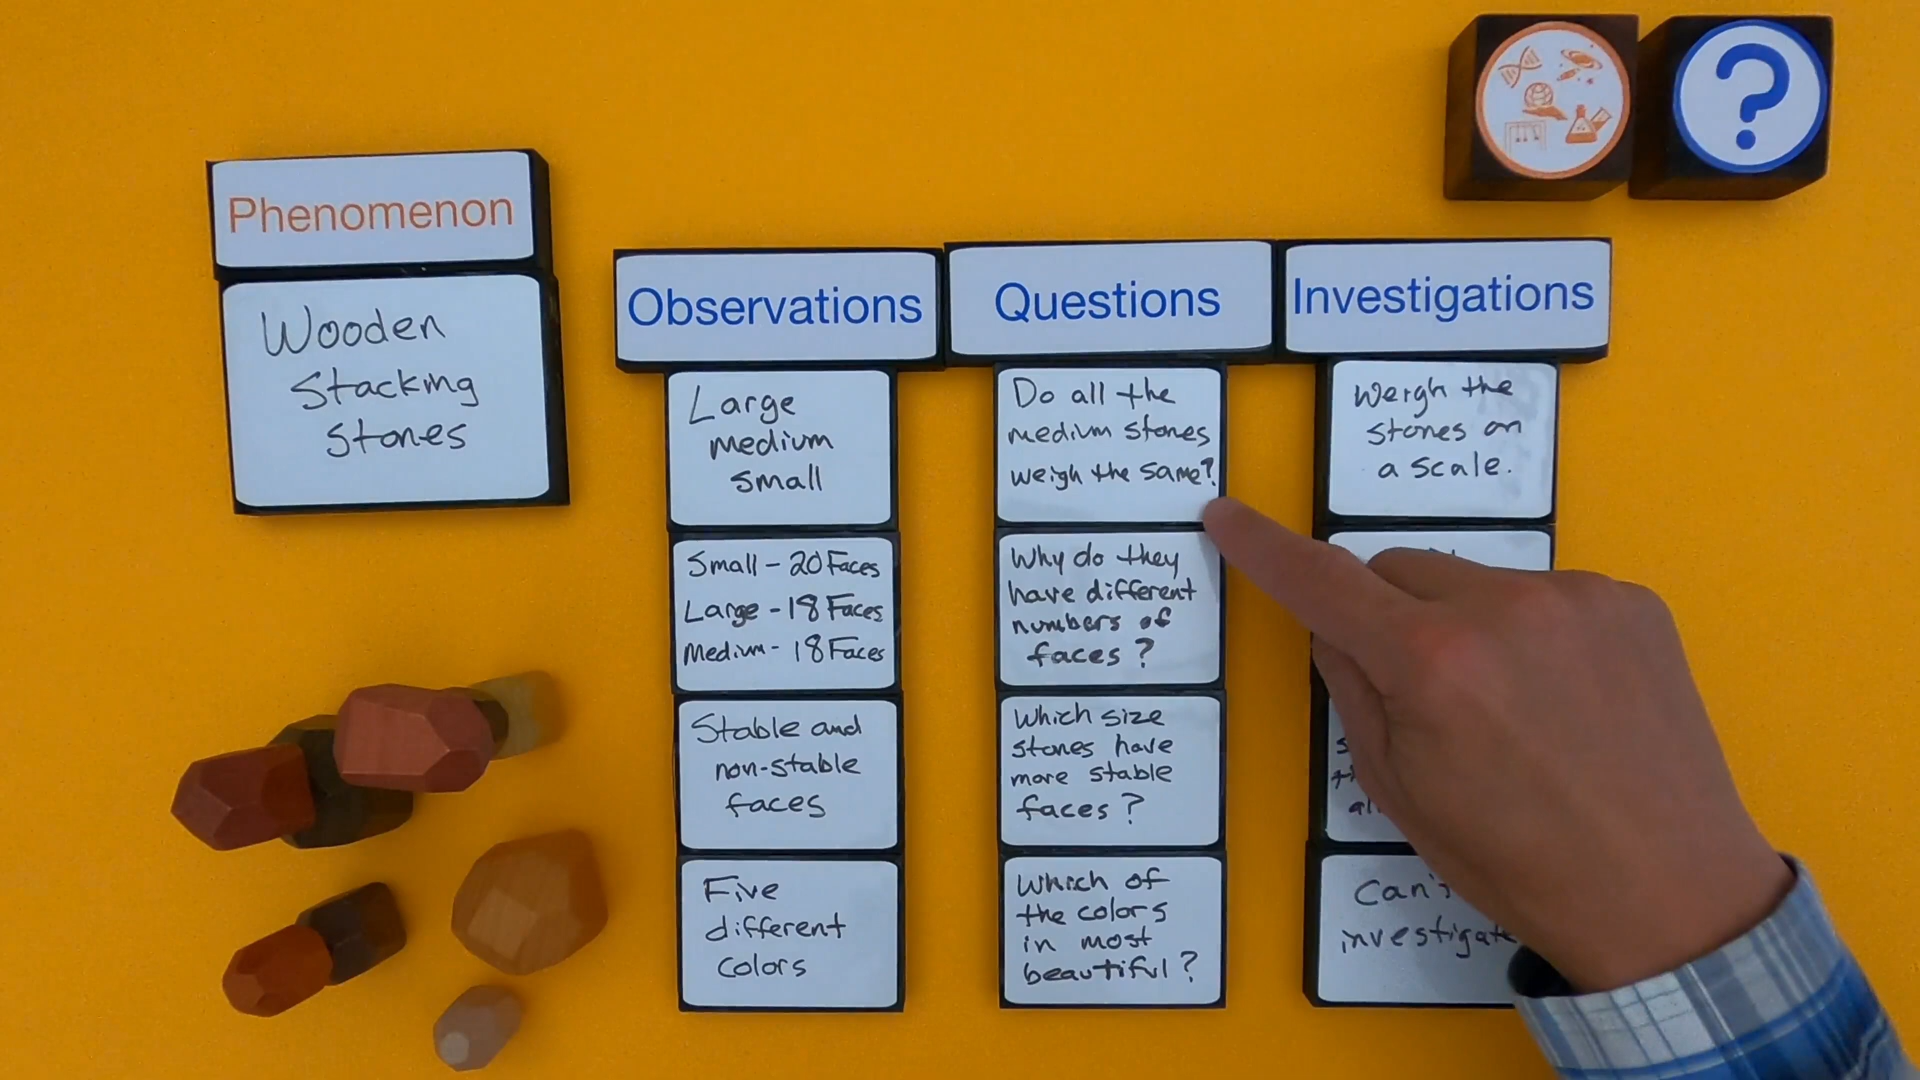 Phenomenon
Wooden
Stacking
Stones
Observations
Large
medium
small
Small - 20 Faces
Large - 18 Faces
Medium - 18 Faces
Stable and
non-stable
faces
Five
different
colors
Questions
Do all the
medium stones
weigh the same?
Why do they
have different
numbers of
faces?
Which size
stones have
more stable
faces?
Which of
the colors
in most
beautiful?
Investigations
Weigh the
stones on
a scale.
Can't
investigate
?